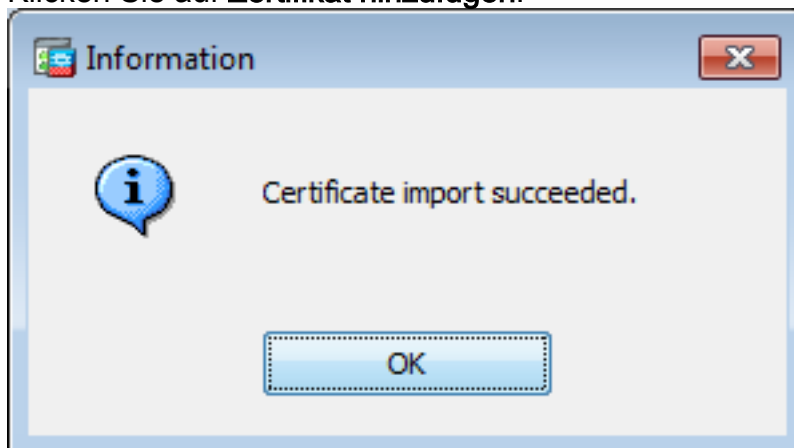 Klicken Sie auf Zertifikat hinzufügen.
Information
Certificate import succeeded.
OK